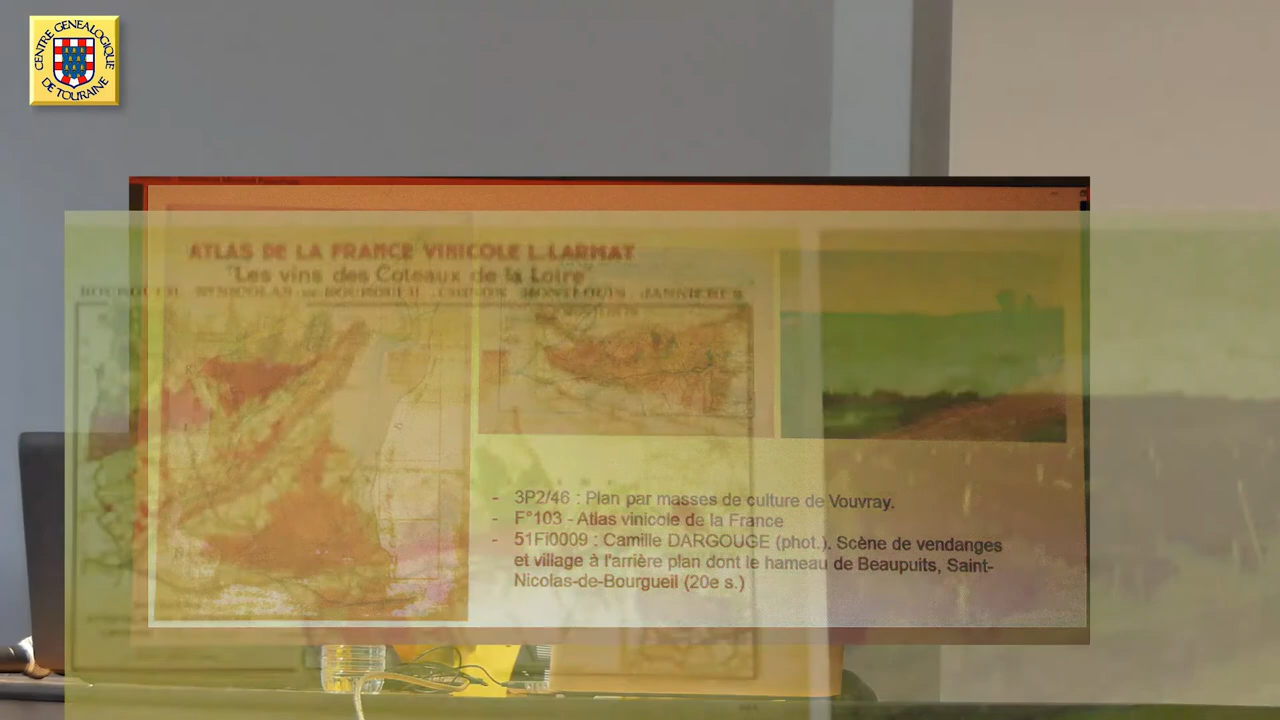 CENTRE GENEALOGIQUE
DE TOURAINE
ATLAS DE LA FRANCE VINICOLE L.LARMAT
"Les vins des Coteaux de la Loire"
- 3P2/46 : Plan par masses de culture de Vouvray.
- F°103 - Atlas vinicole de la France
- 51Fi0009 : Camille DARGOUGE (phot.). Scène de vendanges
et village à l'arrière plan dont le hameau de Beaupuits, Saint-
Nicolas-de-Bourgueil (20e s.)